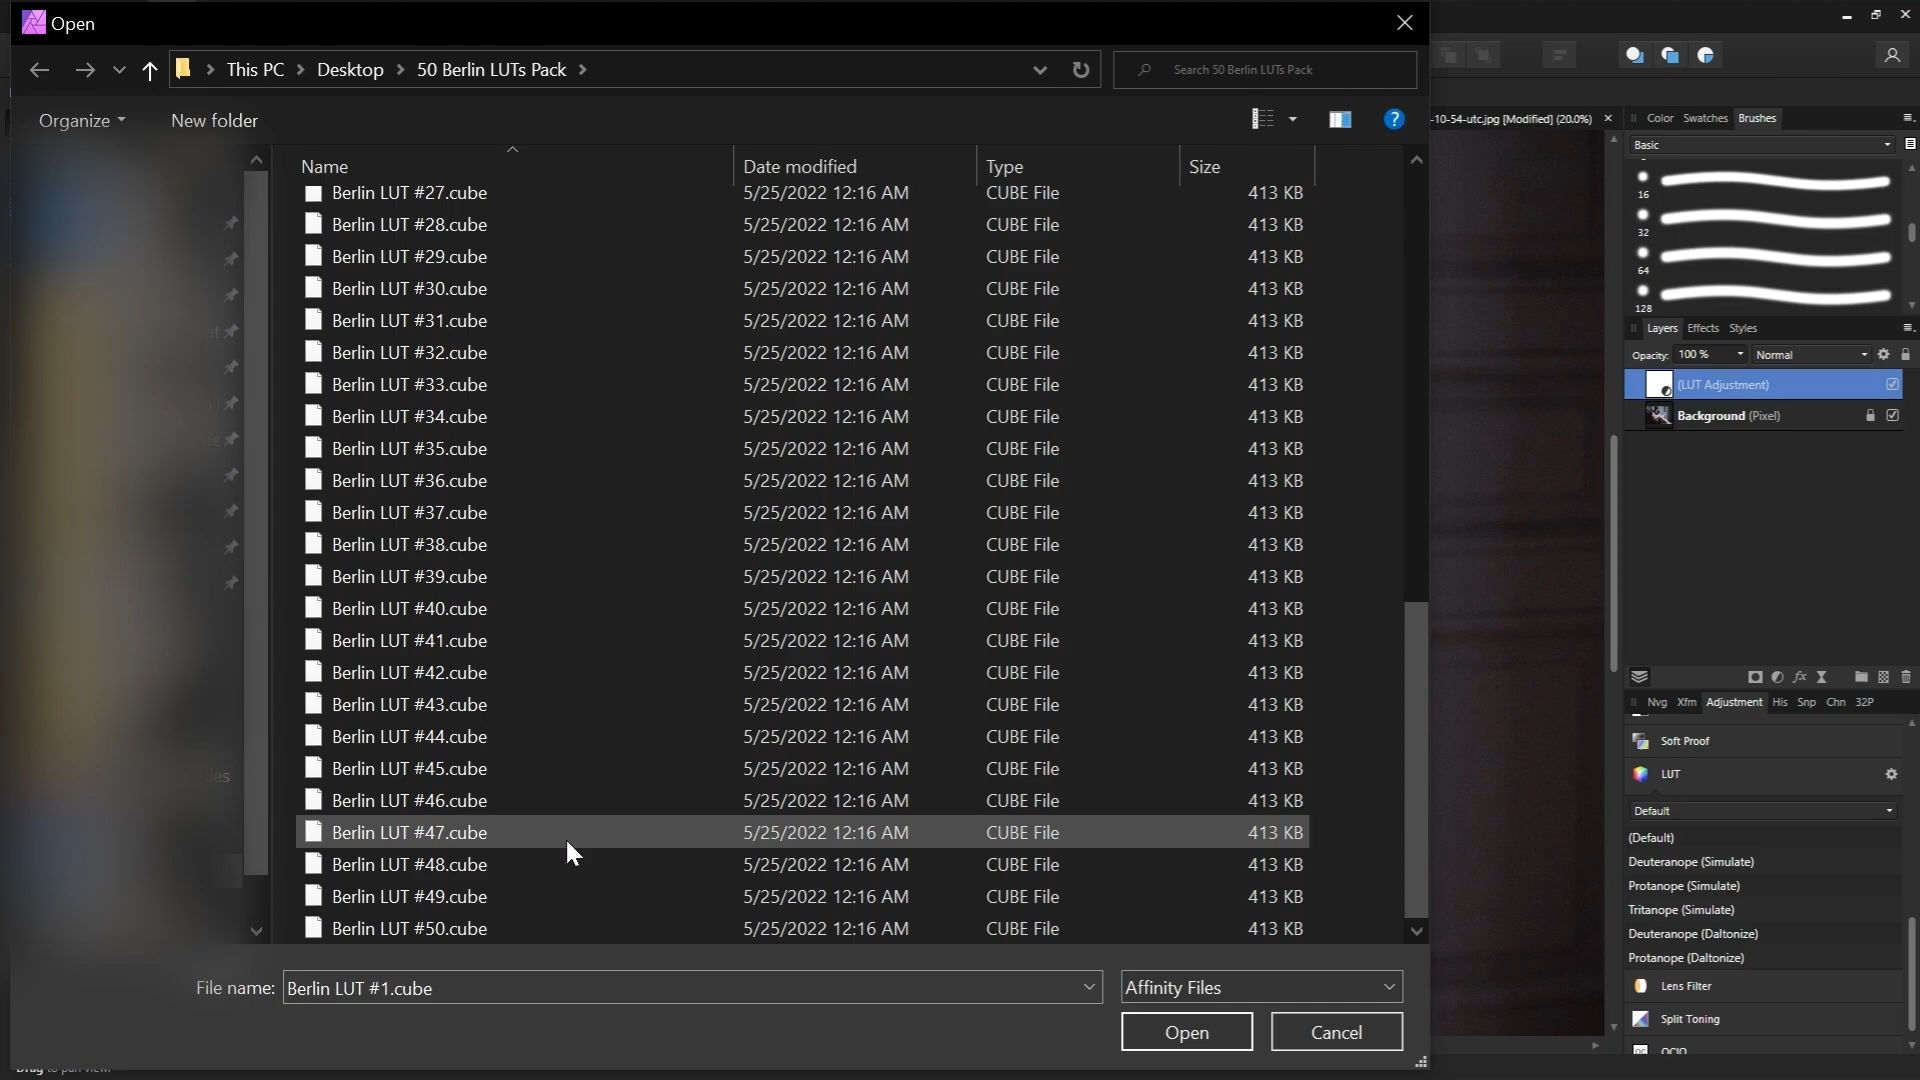 Open
This PC > Desktop > 50 Berlin LUTs Pack >
Search 50 Berlin LUTs Pack
Organize
New folder
Name Date modified Type Size
Berlin LUT #27.cube 5/25/2022 12:16 AM CUBE File 413 KB
Berlin LUT #28.cube 5/25/2022 12:16 AM CUBE File 413 KB
Berlin LUT #29.cube 5/25/2022 12:16 AM CUBE File 413 KB
Berlin LUT #30.cube 5/25/2022 12:16 AM CUBE File 413 KB
Berlin LUT #31.cube 5/25/2022 12:16 AM CUBE File 413 KB
Berlin LUT #32.cube 5/25/2022 12:16 AM CUBE File 413 KB
Berlin LUT #33.cube 5/25/2022 12:16 AM CUBE File 413 KB
Berlin LUT #34.cube 5/25/2022 12:16 AM CUBE File 413 KB
Berlin LUT #35.cube 5/25/2022 12:16 AM CUBE File 413 KB
Berlin LUT #36.cube 5/25/2022 12:16 AM CUBE File 413 KB
Berlin LUT #37.cube 5/25/2022 12:16 AM CUBE File 413 KB
Berlin LUT #38.cube 5/25/2022 12:16 AM CUBE File 413 KB
Berlin LUT #39.cube 5/25/2022 12:16 AM CUBE File 413 KB
Berlin LUT #40.cube 5/25/2022 12:16 AM CUBE File 413 KB
Berlin LUT #41.cube 5/25/2022 12:16 AM CUBE File 413 KB
Berlin LUT #42.cube 5/25/2022 12:16 AM CUBE File 413 KB
Berlin LUT #43.cube 5/25/2022 12:16 AM CUBE File 413 KB
Berlin LUT #44.cube 5/25/2022 12:16 AM CUBE File 413 KB
Berlin LUT #45.cube 5/25/2022 12:16 AM CUBE File 413 KB
Berlin LUT #46.cube 5/25/2022 12:16 AM CUBE File 413 KB
Berlin LUT #47.cube 5/25/2022 12:16 AM CUBE File 413 KB
Berlin LUT #48.cube 5/25/2022 12:16 AM CUBE File 413 KB
Berlin LUT #49.cube 5/25/2022 12:16 AM CUBE File 413 KB
Berlin LUT #50.cube 5/25/2022 12:16 AM CUBE File 413 KB
File name: Berlin LUT #1.cube
Affinity Files
Open Cancel
-10-54-utc.jpg [Modified] (20.0%)
Color Swatches Brushes
Basic
16
32
64
128
Layers Effects Styles
Opacity: 100 % Normal
(LUT Adjustment)
Background (Pixel)
fx
Nvg Xfm Adjustment His Snp Chn 32P
Soft Proof
LUT
Default
(Default)
Deuteranope (Simulate)
Protanope (Simulate)
Tritanope (Simulate)
Deuteranope (Daltonize)
Protanope (Daltonize)
Lens Filter
Split Toning
OCIO